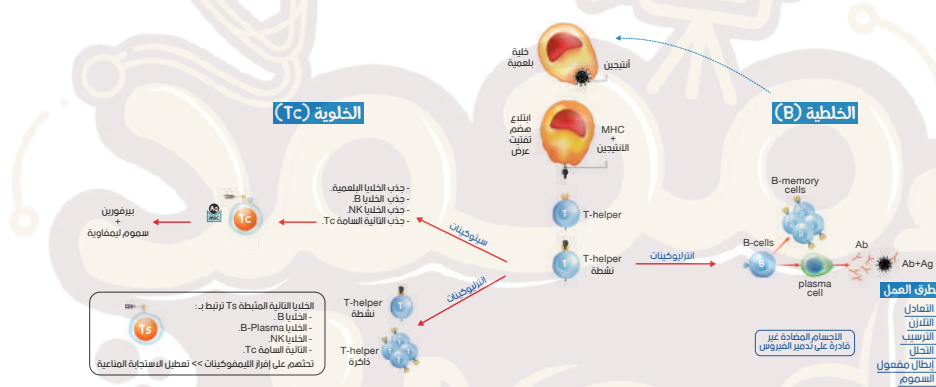 خلية
بلعمية
أنتيجين
الخلوية (Tc)
الخلطية (B)
ابتلاع
هضم
تفتيت
عرض
MHC
+
الانتيجين
B-memory
cells
- جذب الخلايا البلعمية.
- جذب الخلايا B.
- جذب الخلايا NK.
- جذب التائية السامة Tc.
Ag
MHC
Tc
بيرفورين
+
سموم ليمفاوية
سيتوكينات
T
T-helper
T
T-helper
نشطة
انترليوكينات
انترليوكينات
B-cells
B
B
plasma
cell
Ab
Ab+Ag
طرق العمل
التعادل
التلازن
الترسيب
التحلل
إبطال مفعول
السموم
الأجسام المضادة غير
قادرة على تدمير الفيروس
T-helper
نشطة
T
T-helper
ذاكرة
T
Ts
الخلايا التائية المثبطة Ts ترتبط بـ :
- الخلايا B.
- الخلايا B-Plasma.
- الخلايا NK.
- التائية السامة Tc.
تحثهم على إفراز الليمفوكينات >> تعطيل الاستجابة المناعية